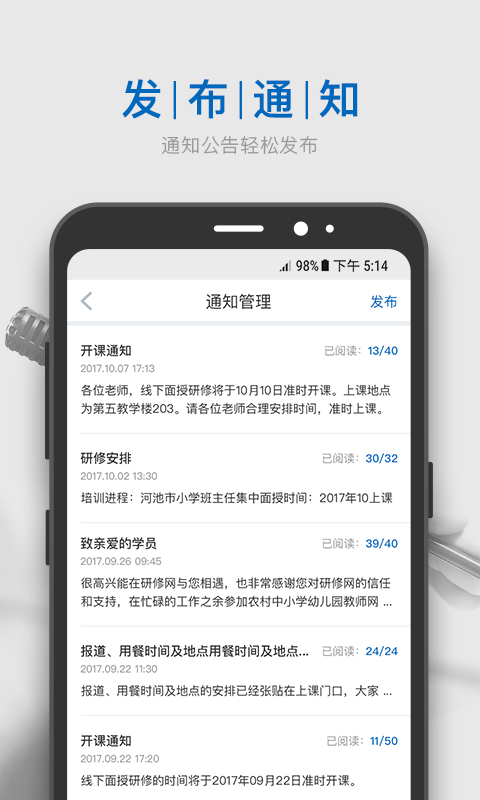 发|布|通|知
通知公告轻松发布
98% 下午 5:14
通知管理 发布
开课通知 已阅读：13/40
2017.10.07 17:13
各位老师，线下面授研修将于10月10日准时开课。上课地点
为第五教学楼203。请各位老师合理安排时间，准时上课。
研修安排 已阅读：30/32
2017.10.02 13:30
培训进程：河池市小学班主任集中面授时间：2017年10上课
致亲爱的学员 已阅读：39/40
2017.09.26 09:45
很高兴能在研修网与您相遇，也非常感谢您对研修网的信任
和支持，在忙碌的工作之余参加农村中小学幼儿园教师网 ...
报道、用餐时间及地点用餐时间及地点... 已阅读：24/24
2017.09.22 11:30
报道、用餐时间及地点的安排已经张贴在上课门口，大家 ...
开课通知 已阅读：11/50
2017.09.22 17:20
线下面授研修的时间将于2017年09月22日准时开课。